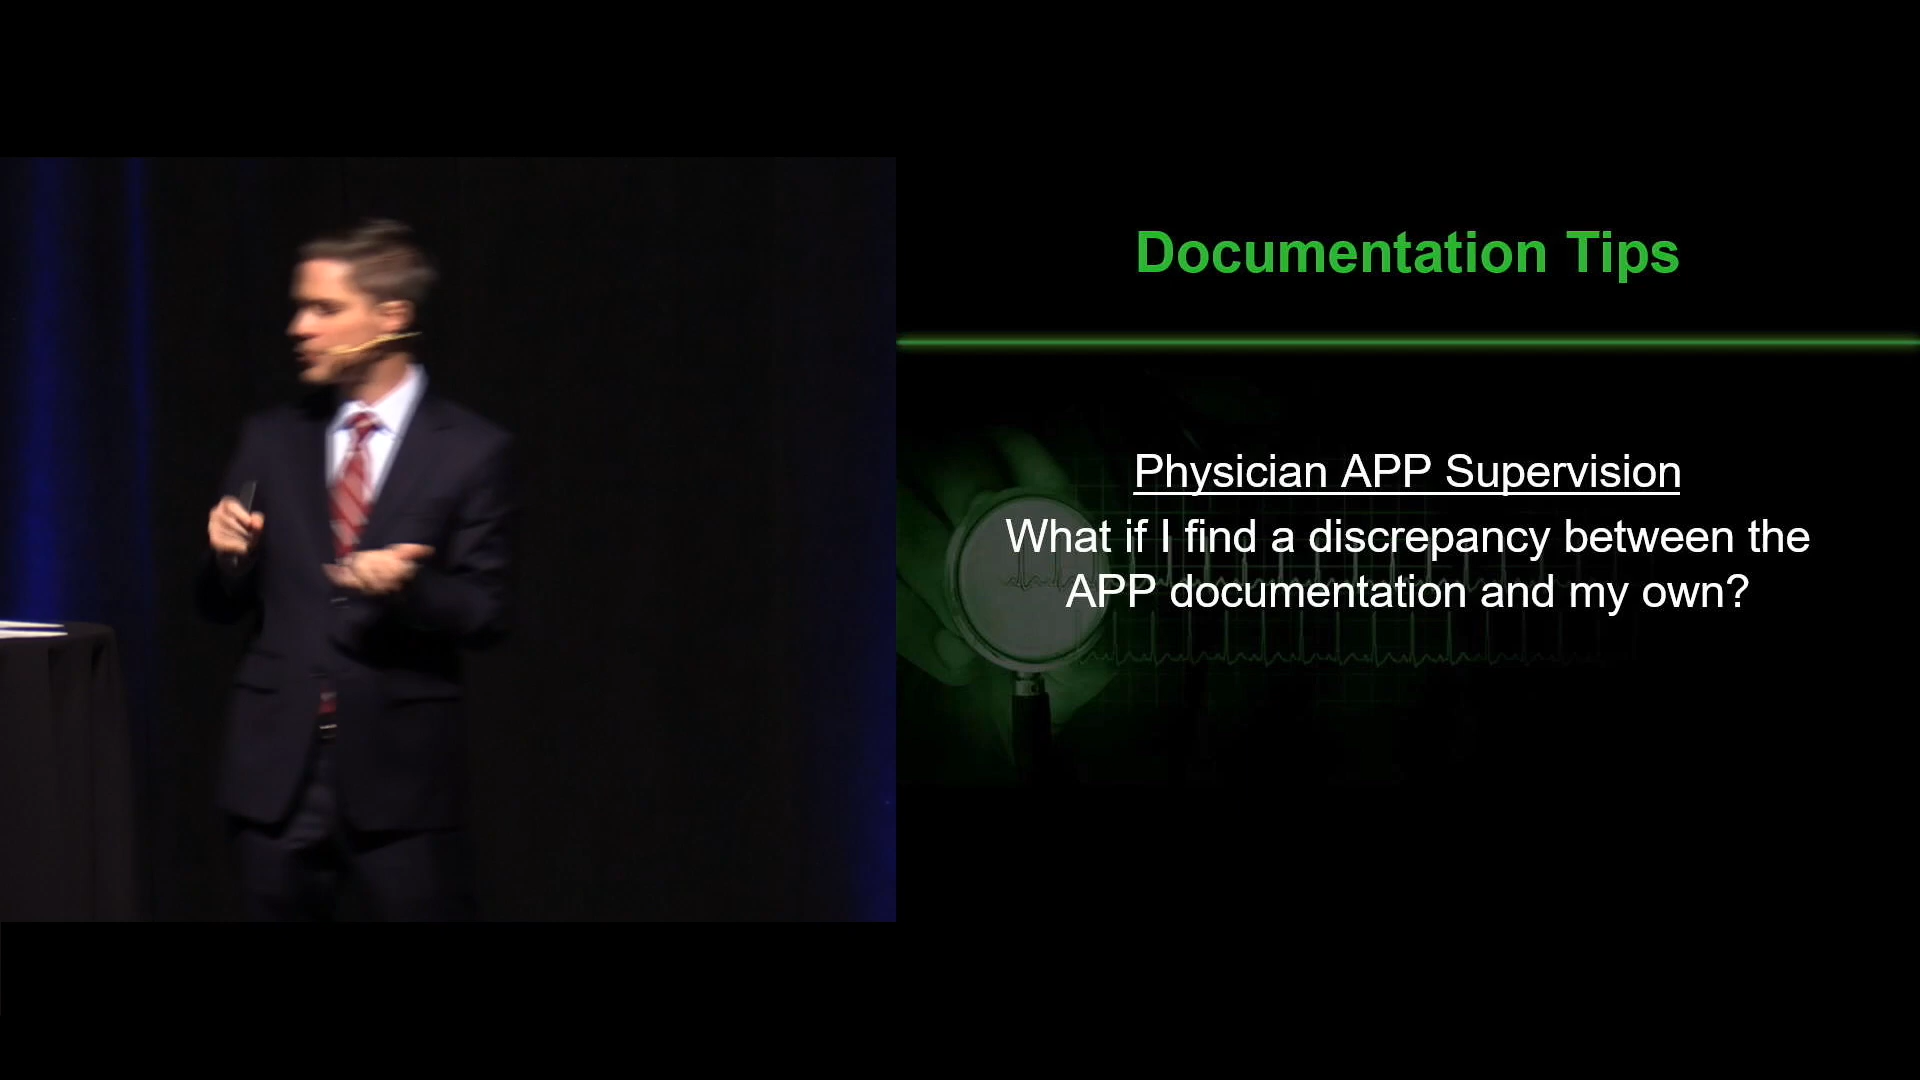 Documentation Tips
Physician APP Supervision
What if I find a discrepancy between the
APP documentation and my own?